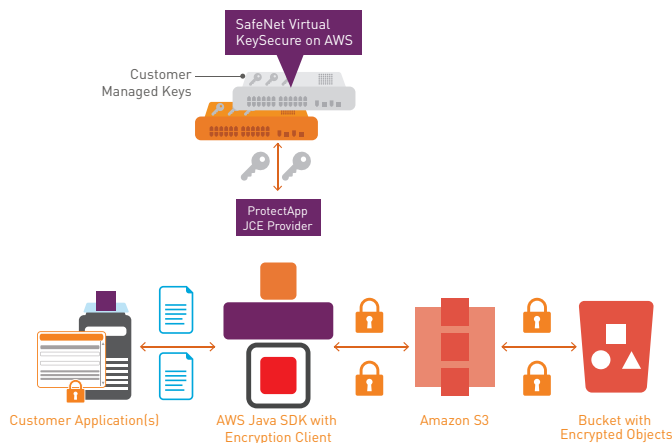 SafeNet Virtual
KeySecure on AWS
Customer
Managed Keys
ProtectApp
JCE Provider
Customer Application(s)
AWS Java SDK with
Encryption Client
Amazon S3
Bucket with
Encrypted Objects